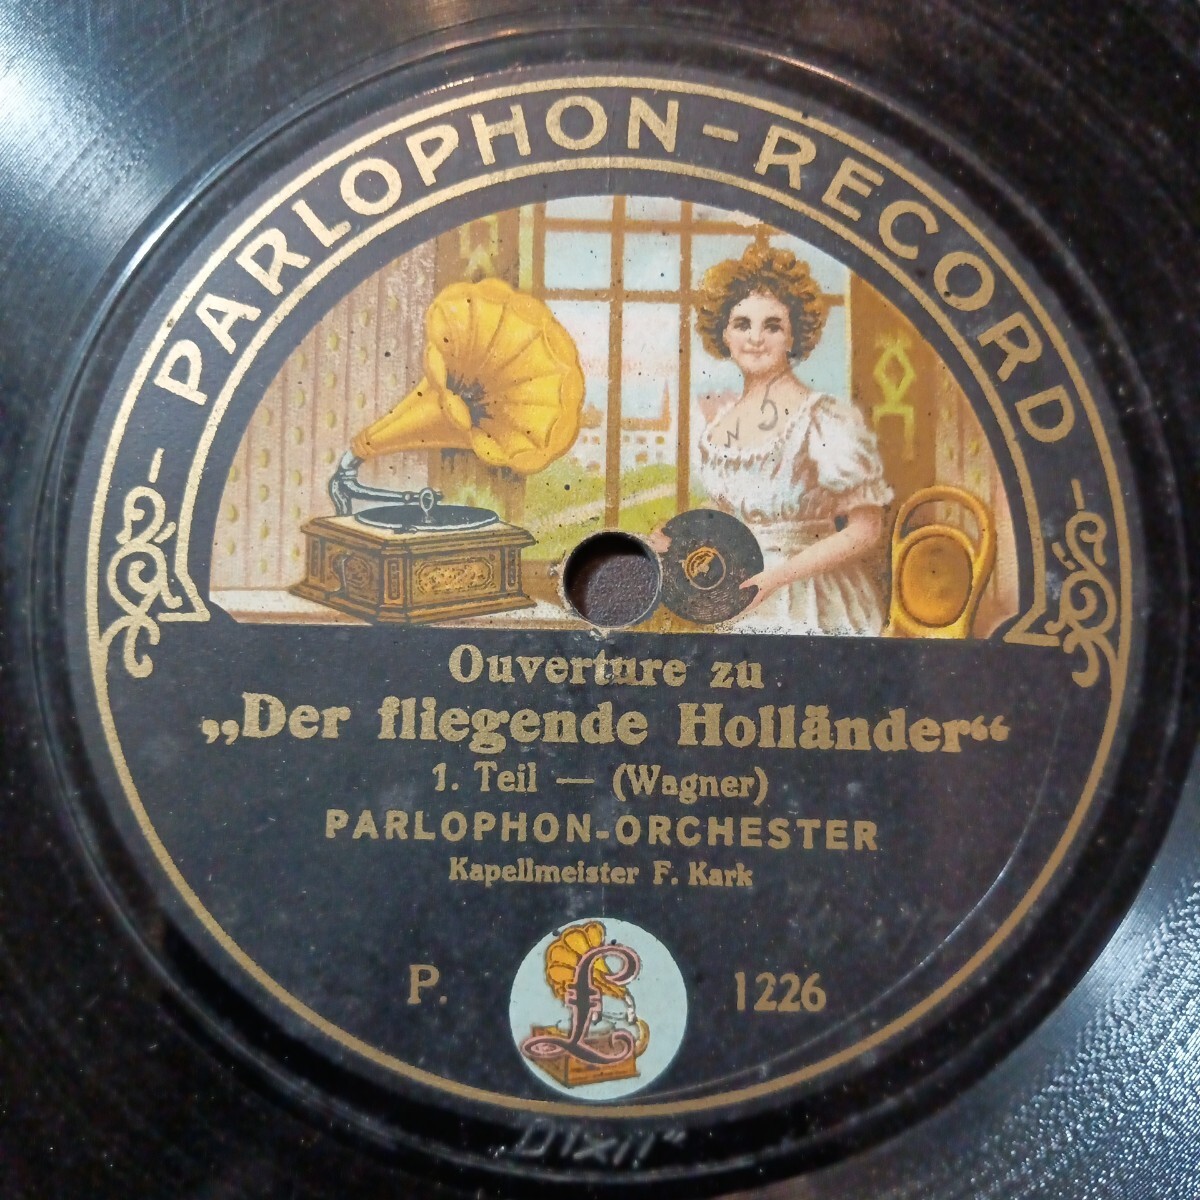 - PARLOPHON-RECORD -
Ouverture zu
„Der fliegende Holländer“
1. Teil — (Wagner)
PARLOPHON-ORCHESTER
Kapellmeister F. Kark
P. £ 1226